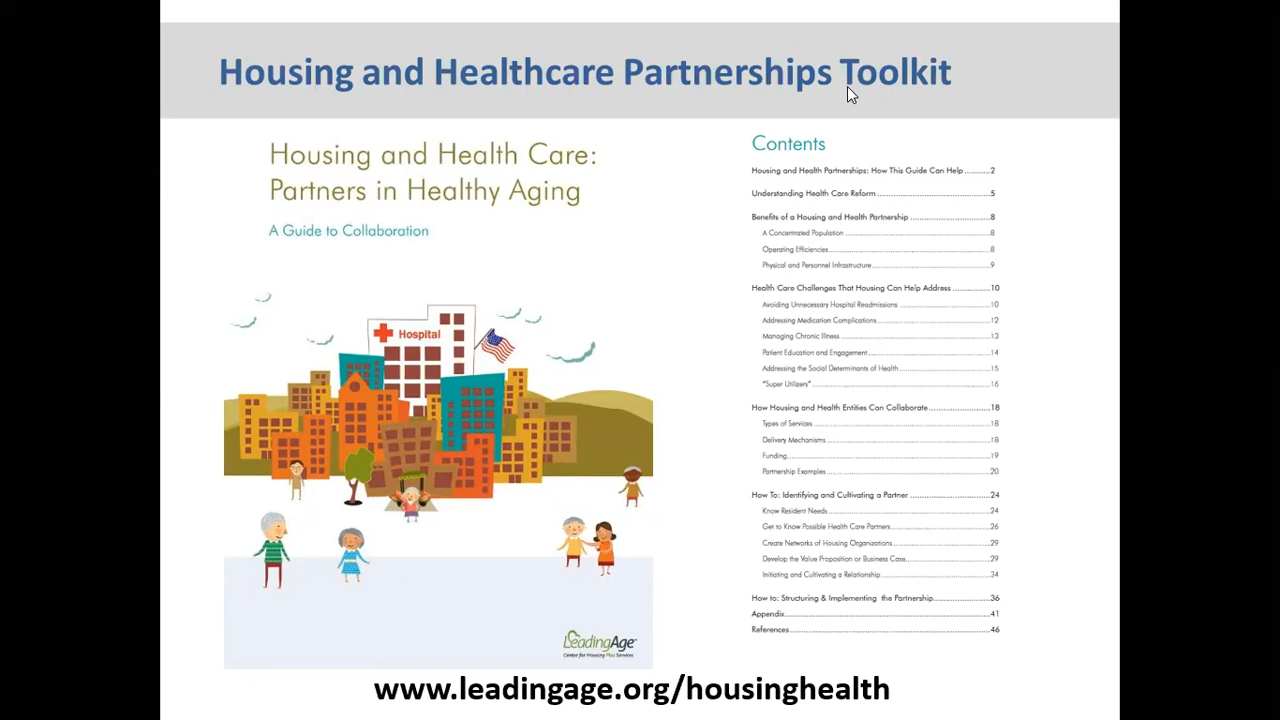 Housing and Healthcare Partnerships Toolkit
Housing and Health Care:
Partners in Healthy Aging
A Guide to Collaboration
Hospital
LeadingAge
Center for Housing Plus Services
Contents
Housing and Health Partnerships: How This Guide Can Help ..........2
Understanding Health Care Reform ..........5
Benefits of a Housing and Health Partnership ..........8
A Concentrated Population ..........8
Operating Efficiencies..........8
Physical and Personnel Infrastructure ..........9
Health Care Challenges That Housing Can Help Address ..........10
Avoiding Unnecessary Hospital Readmissions ..........10
Addressing Medication Complications..........12
Managing Chronic Illness ..........13
Patient Education and Engagement..........14
Addressing the Social Determinants of Health..........15
"Super Utilizers" ..........16
How Housing and Health Entities Can Collaborate ..........18
Types of Services ..........18
Delivery Mechanisms ..........18
Funding..........19
Partnership Examples ..........20
How To: Identifying and Cultivating a Partner ..........24
Know Resident Needs ..........24
Get to Know Possible Health Care Partners..........26
Create Networks of Housing Organizations..........29
Develop the Value Proposition or Business Case..........29
Initiating and Cultivating a Relationship..........34
How to: Structuring & Implementing the Partnership..........36
Appendix..........41
References..........46
www.leadingage.org/housinghealth